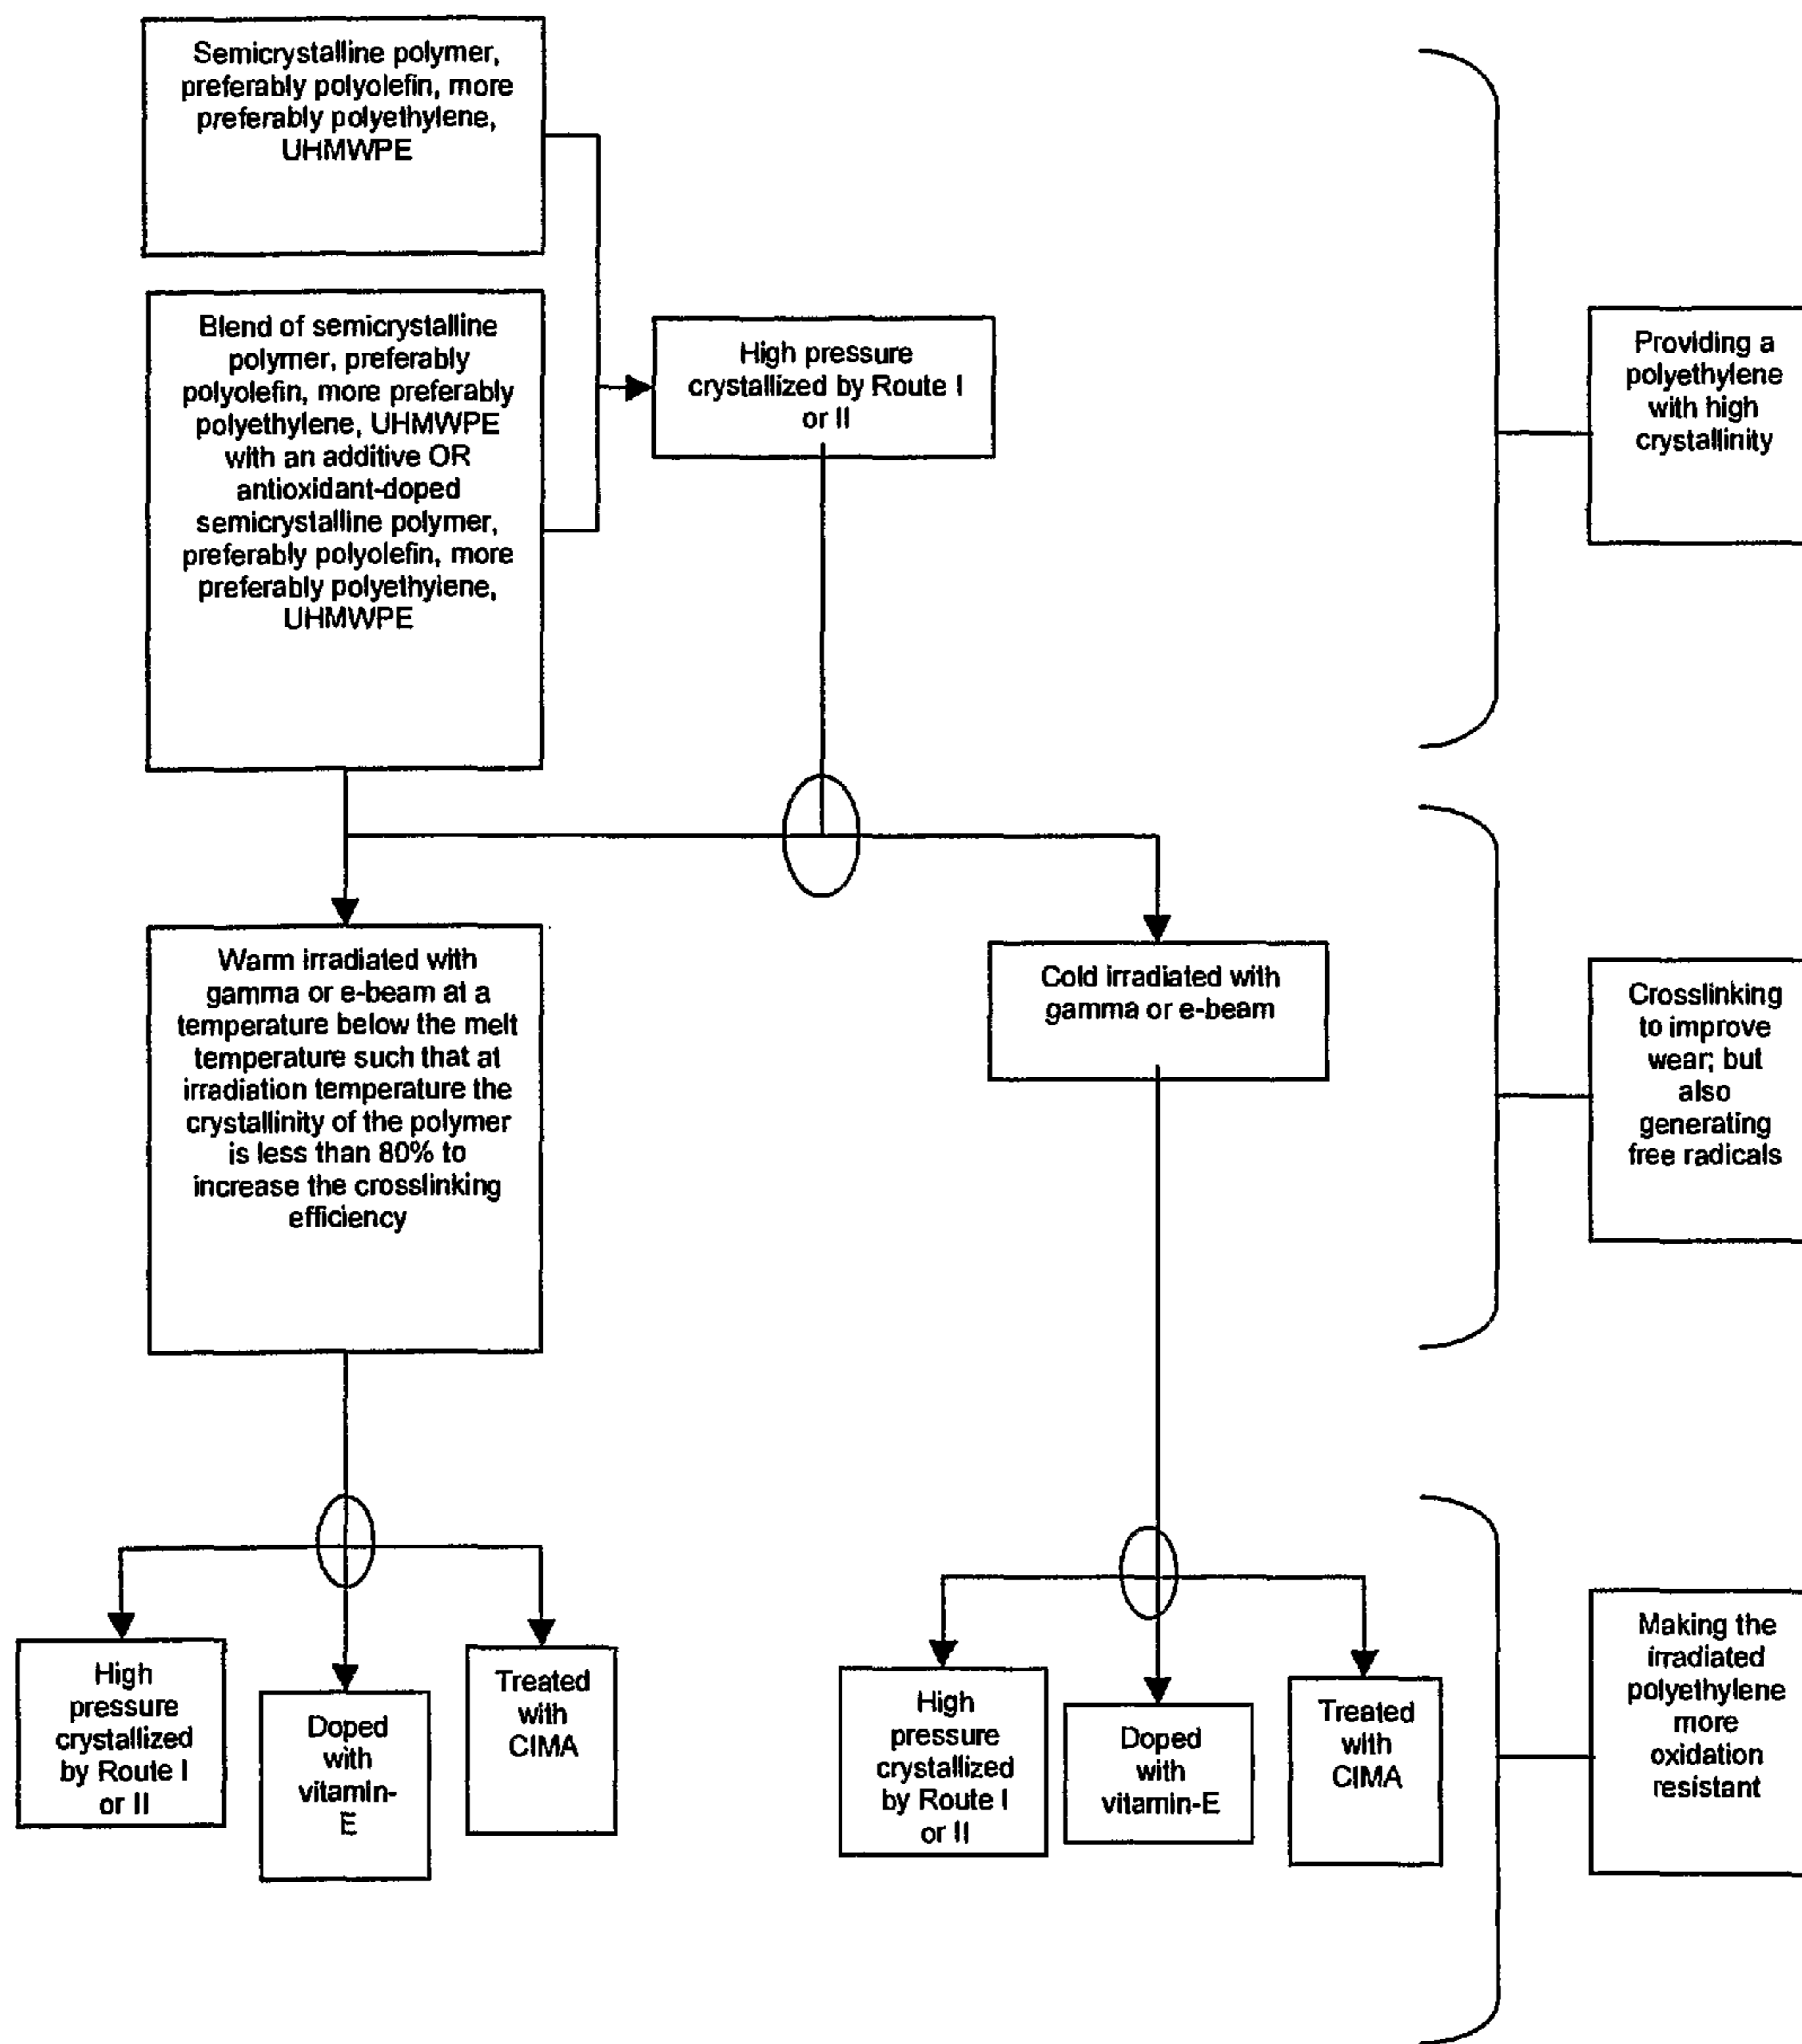 Semicrystalline polymer,
preferably polyolefin, more
preferably polyethylene,
UHMWPE
Blend of semicrystalline
polymer, preferably
polyolefin, more preferably
polyethylene, UHMWPE
with an additive OR
antioxidant-doped
semicrystalline polymer,
preferably polyolefin, more
preferably polyethylene,
UHMWPE
High pressure
crystallized by Route I
or II
Providing a
polyethylene
with high
crystallinity
Warm irradiated with
gamma or e-beam at a
temperature below the melt
temperature such that at
irradiation temperature the
crystallinity of the polymer
is less than 80% to
increase the crosslinking
efficiency
Cold irradiated with
gamma or e-beam
Crosslinking
to improve
wear; but
also
generating
free radicals
High
pressure
crystallized
by Route I
or II
Doped
with
vitamin-
E
Treated
with
CIMA
High
pressure
crystallized
by Route I
or II
Doped
with
vitamin-E
Treated
with
CIMA
Making the
irradiated
polyethylene
more
oxidation
resistant